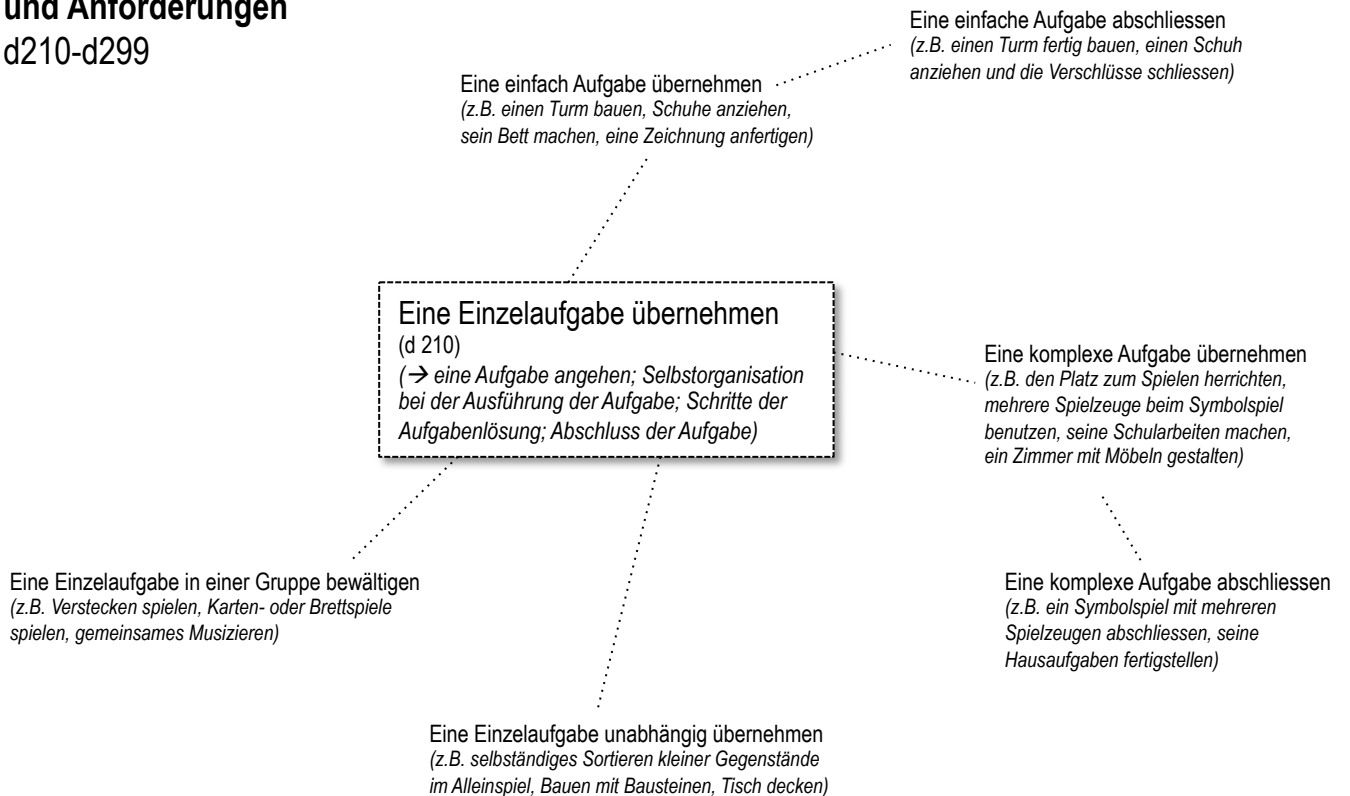 und Anforderungen
d210-d299
Eine einfache Aufgabe abschliessen
(z.B. einen Turm fertig bauen, einen Schuh
anziehen und die Verschlüsse schliessen)
Eine einfach Aufgabe übernehmen
(z.B. einen Turm bauen, Schuhe anziehen,
sein Bett machen, eine Zeichnung anfertigen)
Eine Einzelaufgabe übernehmen
(d 210)
(→ eine Aufgabe angehen; Selbstorganisation
bei der Ausführung der Aufgabe; Schritte der
Aufgabenlösung; Abschluss der Aufgabe)
Eine komplexe Aufgabe übernehmen
(z.B. den Platz zum Spielen herrichten,
mehrere Spielzeuge beim Symbolspiel
benutzen, seine Schularbeiten machen,
ein Zimmer mit Möbeln gestalten)
Eine Einzelaufgabe in einer Gruppe bewältigen
(z.B. Verstecken spielen, Karten- oder Brettspiele
spielen, gemeinsames Musizieren)
Eine komplexe Aufgabe abschliessen
(z.B. ein Symbolspiel mit mehreren
Spielzeugen abschliessen, seine
Hausaufgaben fertigstellen)
Eine Einzelaufgabe unabhängig übernehmen
(z.B. selbständiges Sortieren kleiner Gegenstände
im Alleinspiel, Bauen mit Bausteinen, Tisch decken)